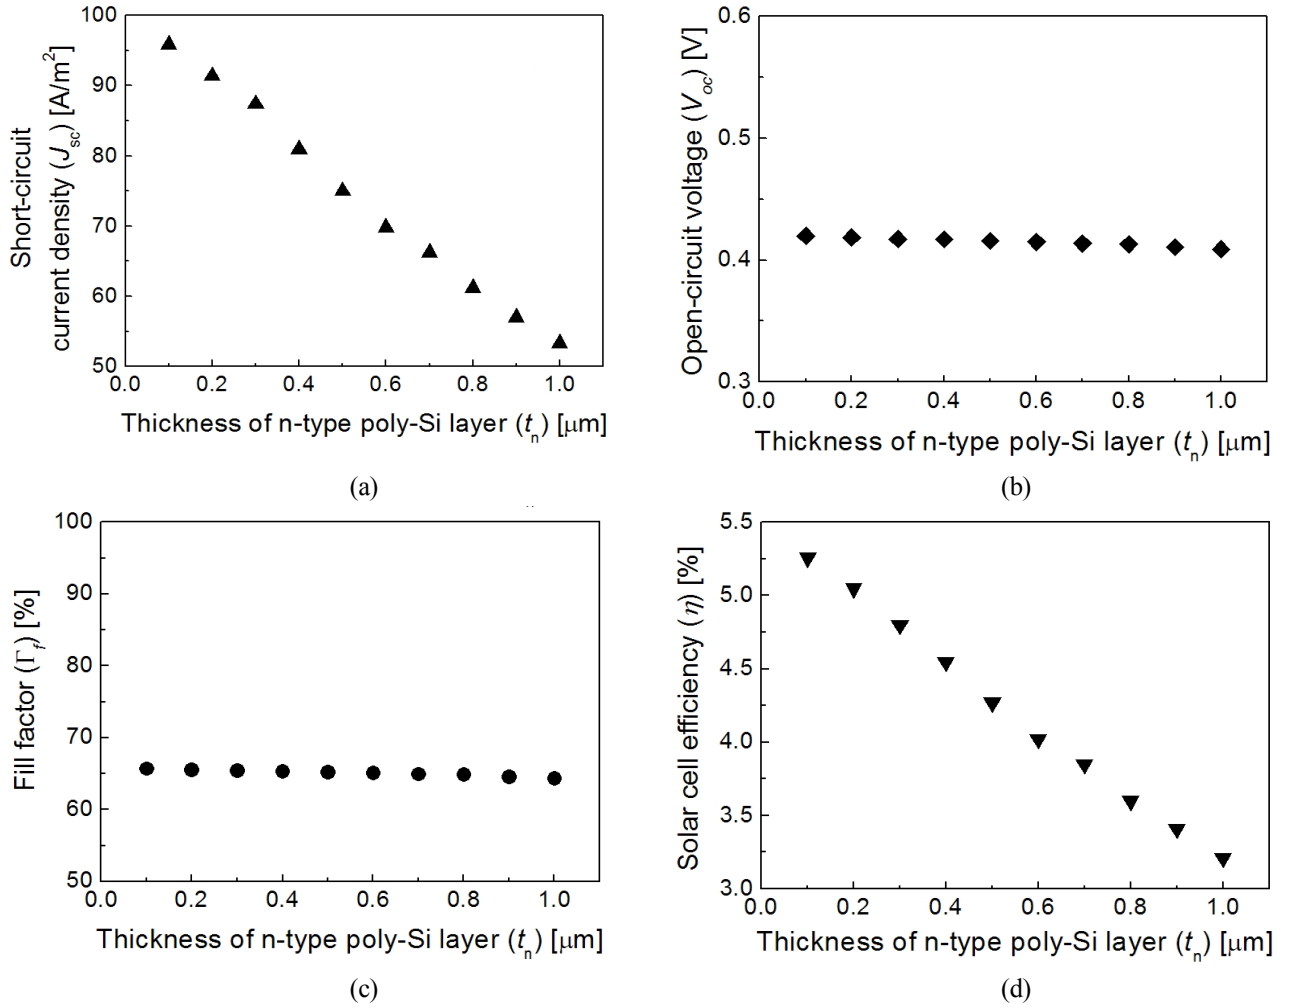 100
90
80
70
60
50
0.0 0.2 0.4 0.6 0.8 1.0
Short-circuit
current density (Jsc) [A/m2]
Thickness of n-type poly-Si layer (tn) [μm]
(a)
0.6
0.5
0.4
0.3
0.0 0.2 0.4 0.6 0.8 1.0
Open-circuit voltage (Voc) [V]
Thickness of n-type poly-Si layer (tn) [μm]
(b)
100
90
80
70
60
50
0.0 0.2 0.4 0.6 0.8 1.0
Fill factor (Γf) [%]
Thickness of n-type poly-Si layer (tn) [μm]
(c)
5.5
5.0
4.5
4.0
3.5
3.0
0.0 0.2 0.4 0.6 0.8 1.0
Solar cell efficiency (η) [%]
Thickness of n-type poly-Si layer (tn) [μm]
(d)